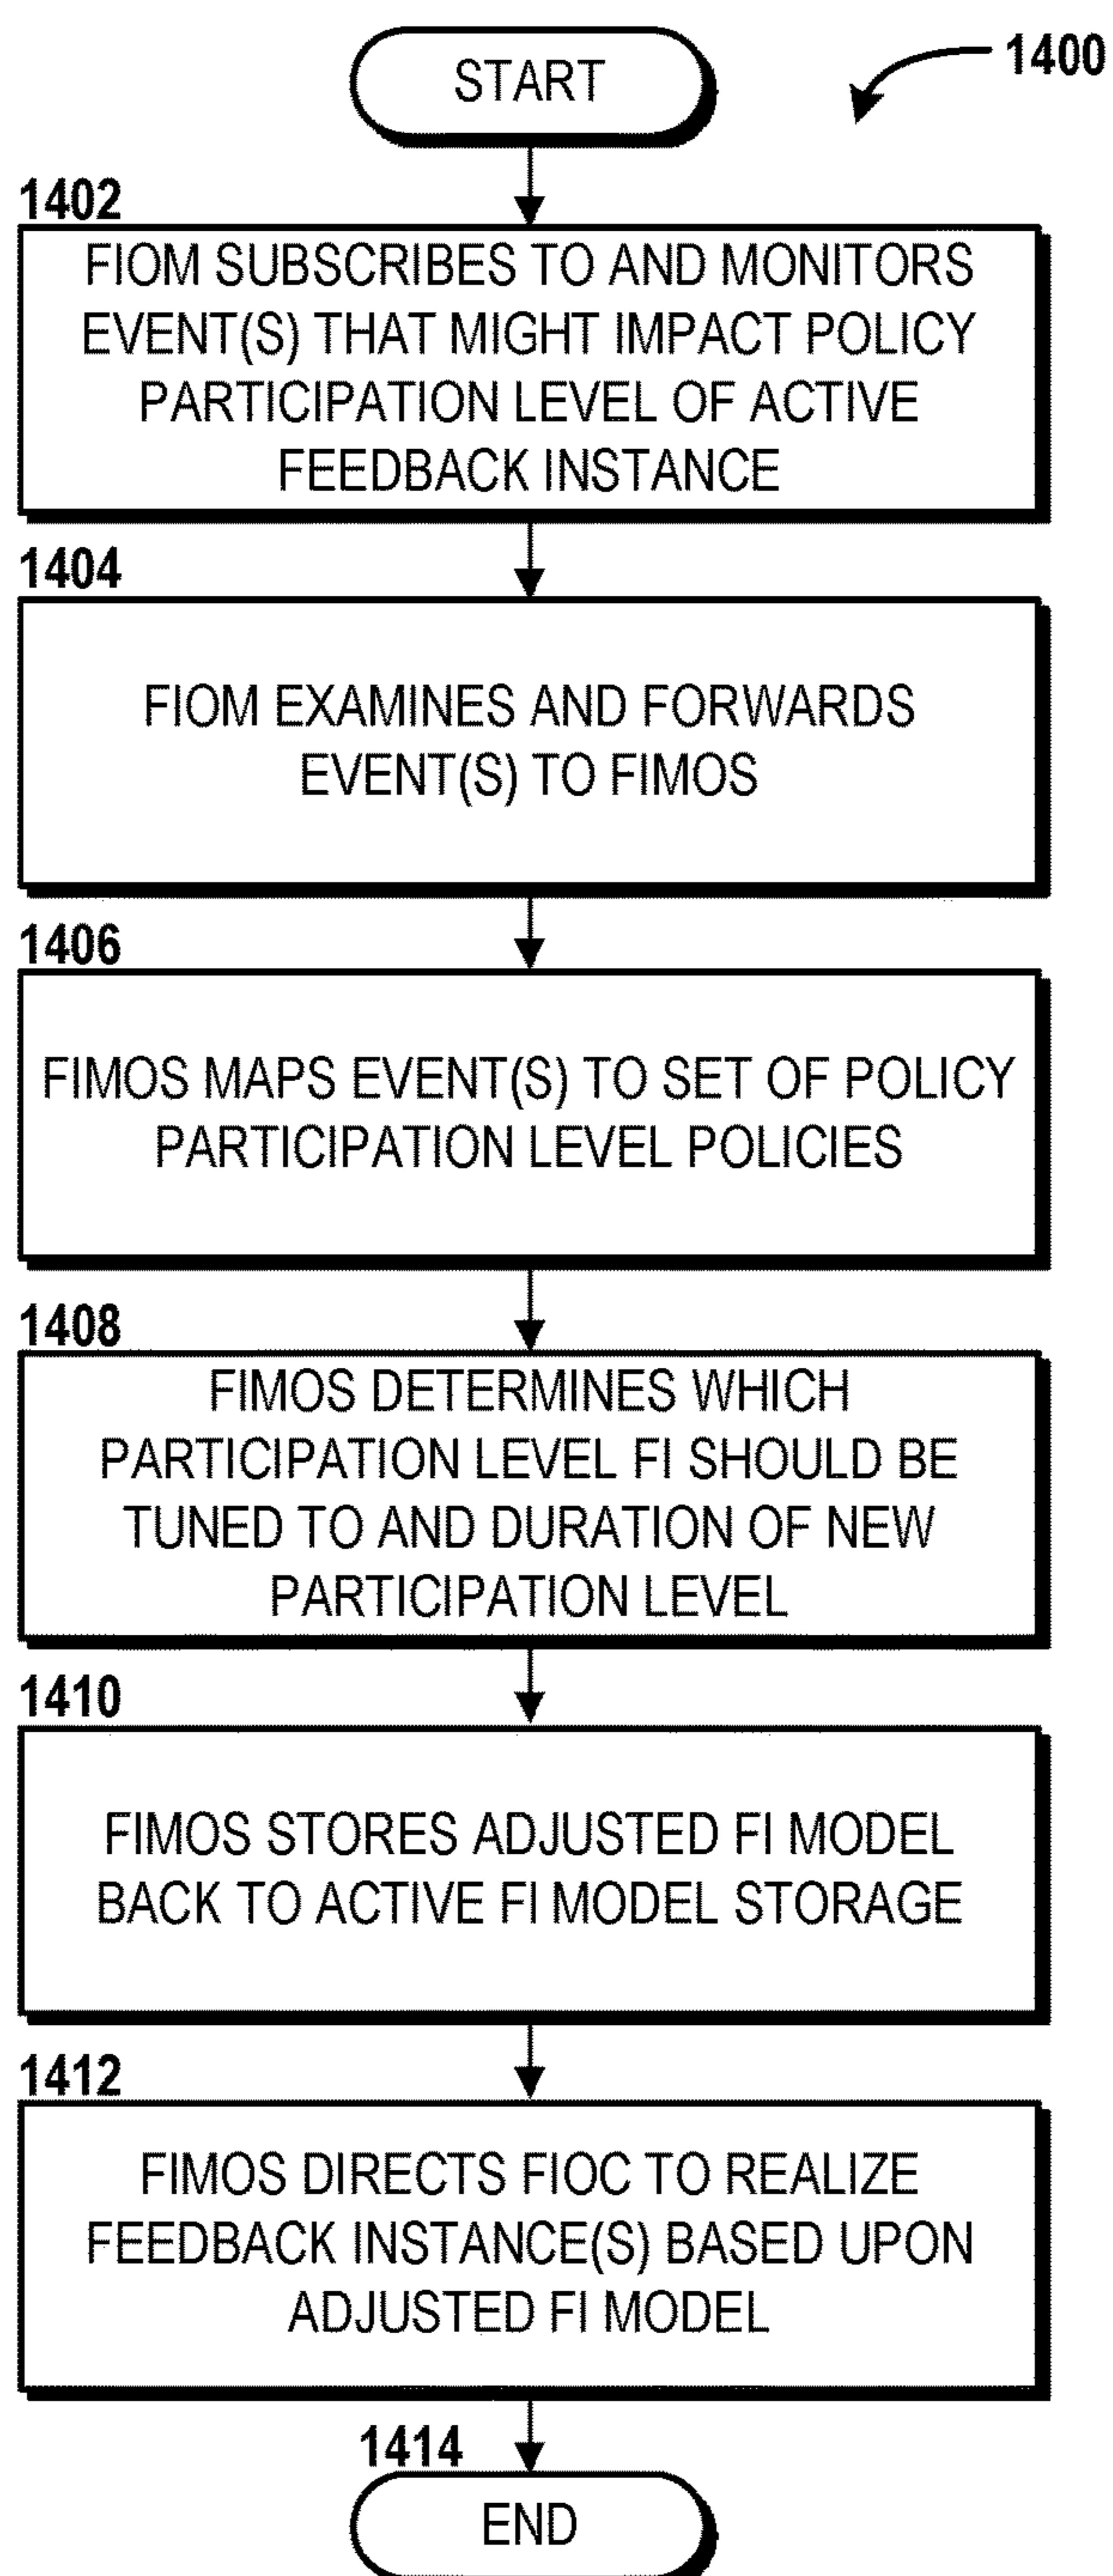 START
1400
1402
FIOM SUBSCRIBES TO AND MONITORS
EVENT(S) THAT MIGHT IMPACT POLICY
PARTICIPATION LEVEL OF ACTIVE
FEEDBACK INSTANCE
1404
FIOM EXAMINES AND FORWARDS
EVENT(S) TO FIMOS
1406
FIMOS MAPS EVENT(S) TO SET OF POLICY
PARTICIPATION LEVEL POLICIES
1408
FIMOS DETERMINES WHICH
PARTICIPATION LEVEL FI SHOULD BE
TUNED TO AND DURATION OF NEW
PARTICIPATION LEVEL
1410
FIMOS STORES ADJUSTED FI MODEL
BACK TO ACTIVE FI MODEL STORAGE
1412
FIMOS DIRECTS FIOC TO REALIZE
FEEDBACK INSTANCE(S) BASED UPON
ADJUSTED FI MODEL
1414
END